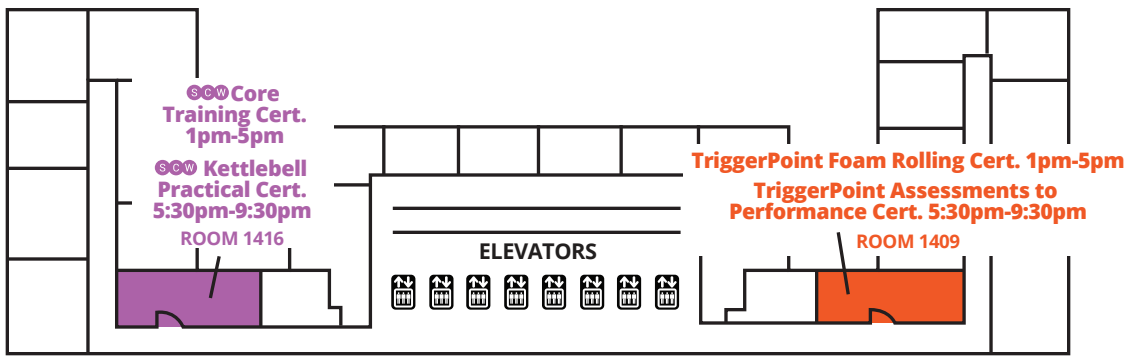 SCW Core
Training Cert.
1pm-5pm
SCW Kettlebell
Practical Cert.
5:30pm-9:30pm
ROOM 1416
ELEVATORS
TriggerPoint Foam Rolling Cert. 1pm-5pm
TriggerPoint Assessments to
Performance Cert. 5:30pm-9:30pm
ROOM 1409